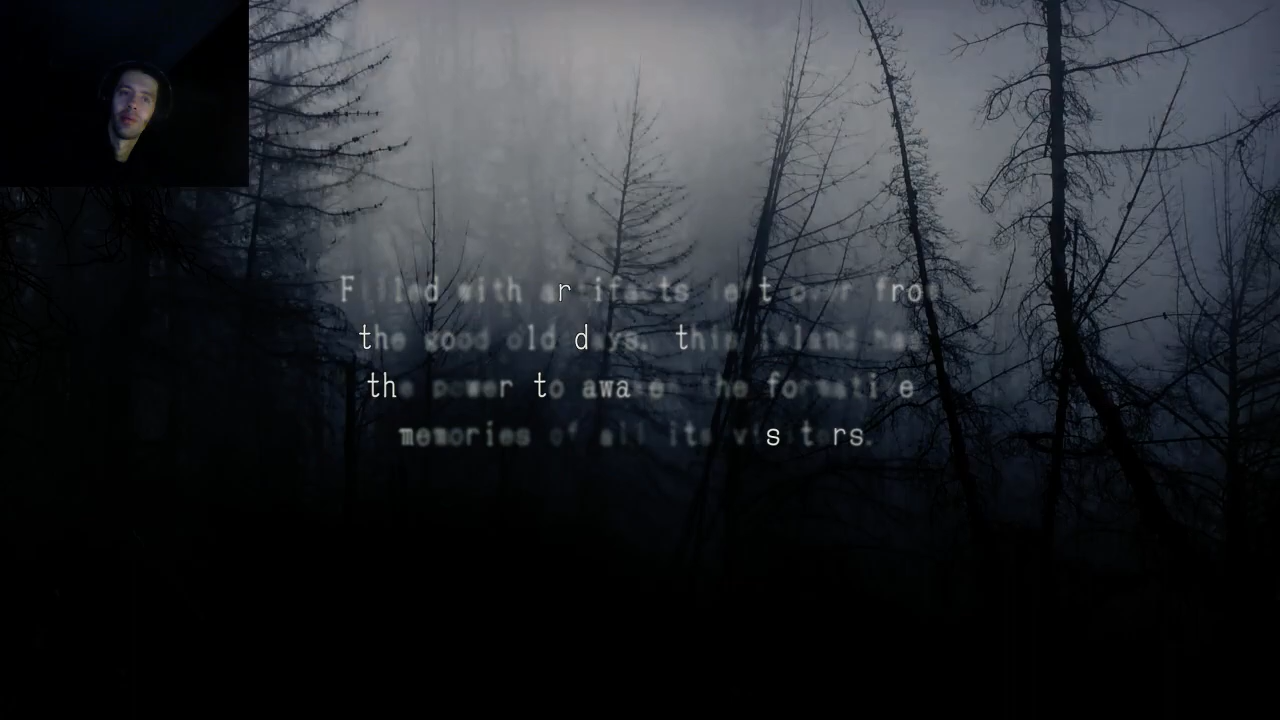 Filled with artifacts left over from
the good old days, this island has
the power to awaken the formative
memories of all its visitors.